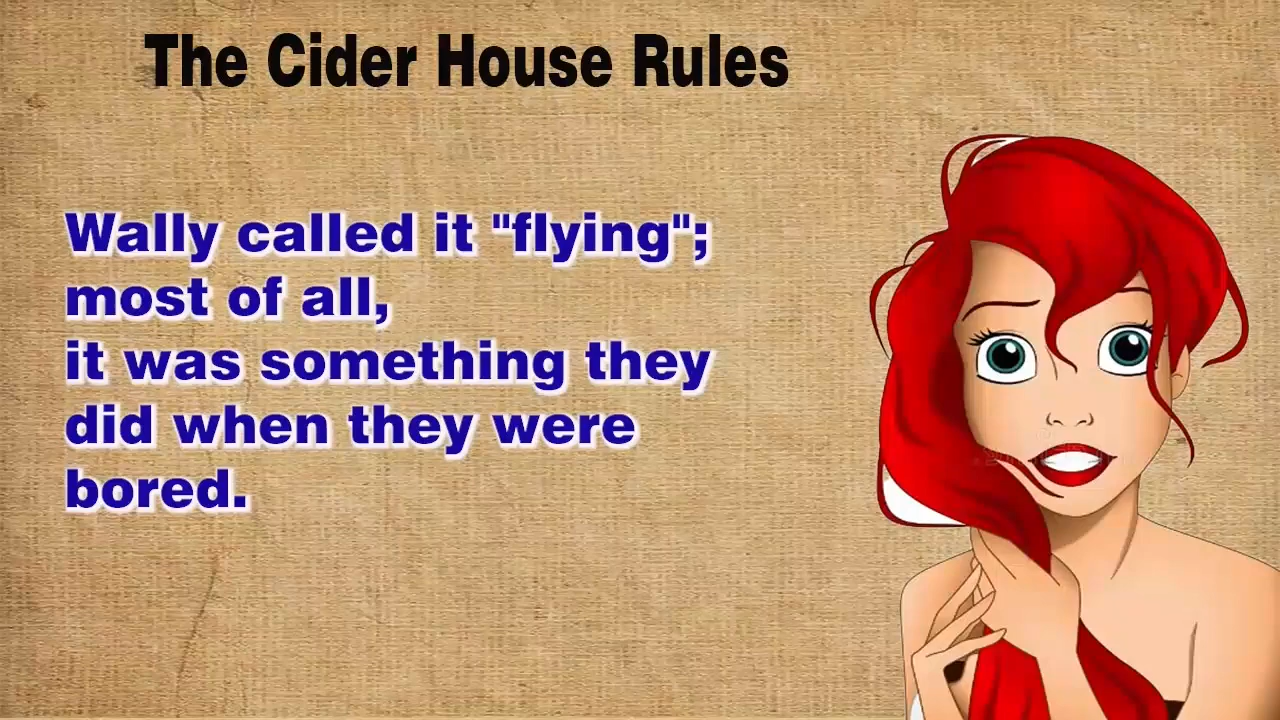 The Cider House Rules
Wally called it "flying";
most of all,
it was something they
did when they were
bored.